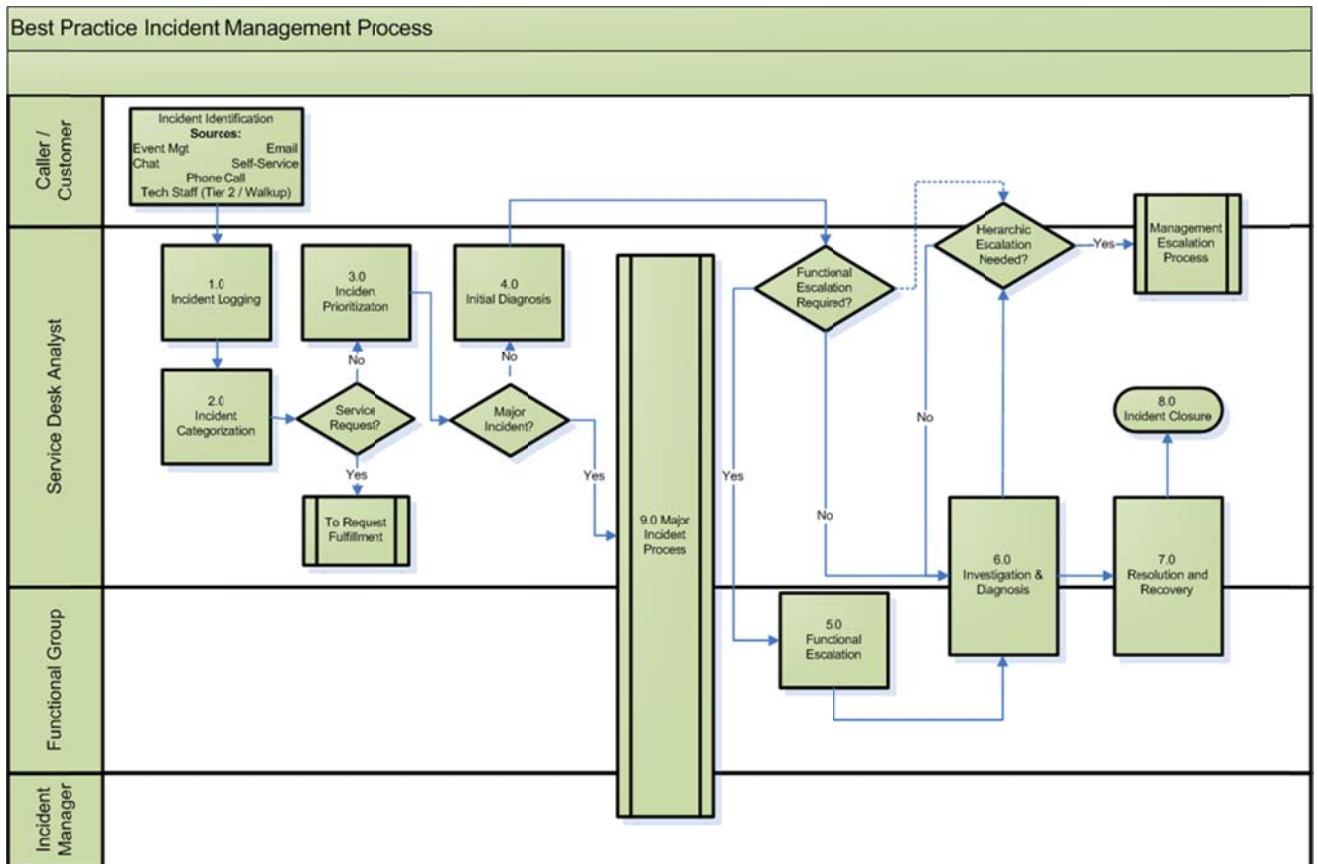 Best Practice Incident Management Process
Caller /
Customer
Incident Identification
Sources:
Event Mgt Email
Chat Self-Service
Phone Call
Tech Staff (Tier 2 / Walkup)
Service Desk Analyst
1.0
Incident Logging
2.0
Incident
Categorization
Service
Request?
No
Yes
To Request
Fulfillment
3.0
Incident
Prioritization
Major
Incident?
No
Yes
4.0
Initial Diagnosis
9.0 Major
Incident
Process
Functional
Escalation
Required?
Yes
No
Herarchic
Escalation
Needed?
No
Yes
Management
Escalation
Process
6.0
Investigation &
Diagnosis
7.0
Resolution and
Recovery
8.0
Incident Closure
Functional Group
5.0
Functional
Escalation
Incident
Manager